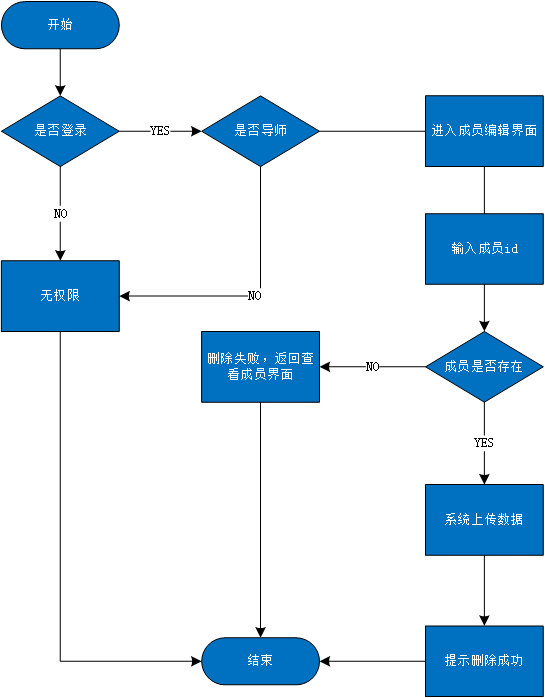 开始
是否登录
YES
是否导师
进入成员编辑界面
NO
输入成员id
无权限
NO
删除失败，返回查
看成员界面
NO
成员是否存在
YES
系统上传数据
结束
提示删除成功